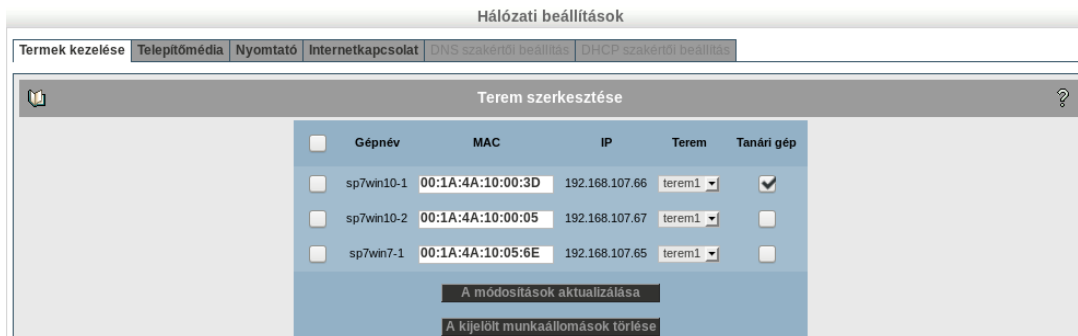 Hálózati beállítások
Termek kezelése Telepítőmédia Nyomtató Internetkapcsolat DNS szakértői beállítás DHCP szakértői beállítás
Terem szerkesztése
Gépnév MAC IP Terem Tanári gép
sp7win10-1 00:1A:4A:10:00:3D 192.168.107.66 terem1
sp7win10-2 00:1A:4A:10:00:05 192.168.107.67 terem1
sp7win7-1 00:1A:4A:10:05:6E 192.168.107.65 terem1
A módosítások aktualizálása
A kijelölt munkaállomások törlése